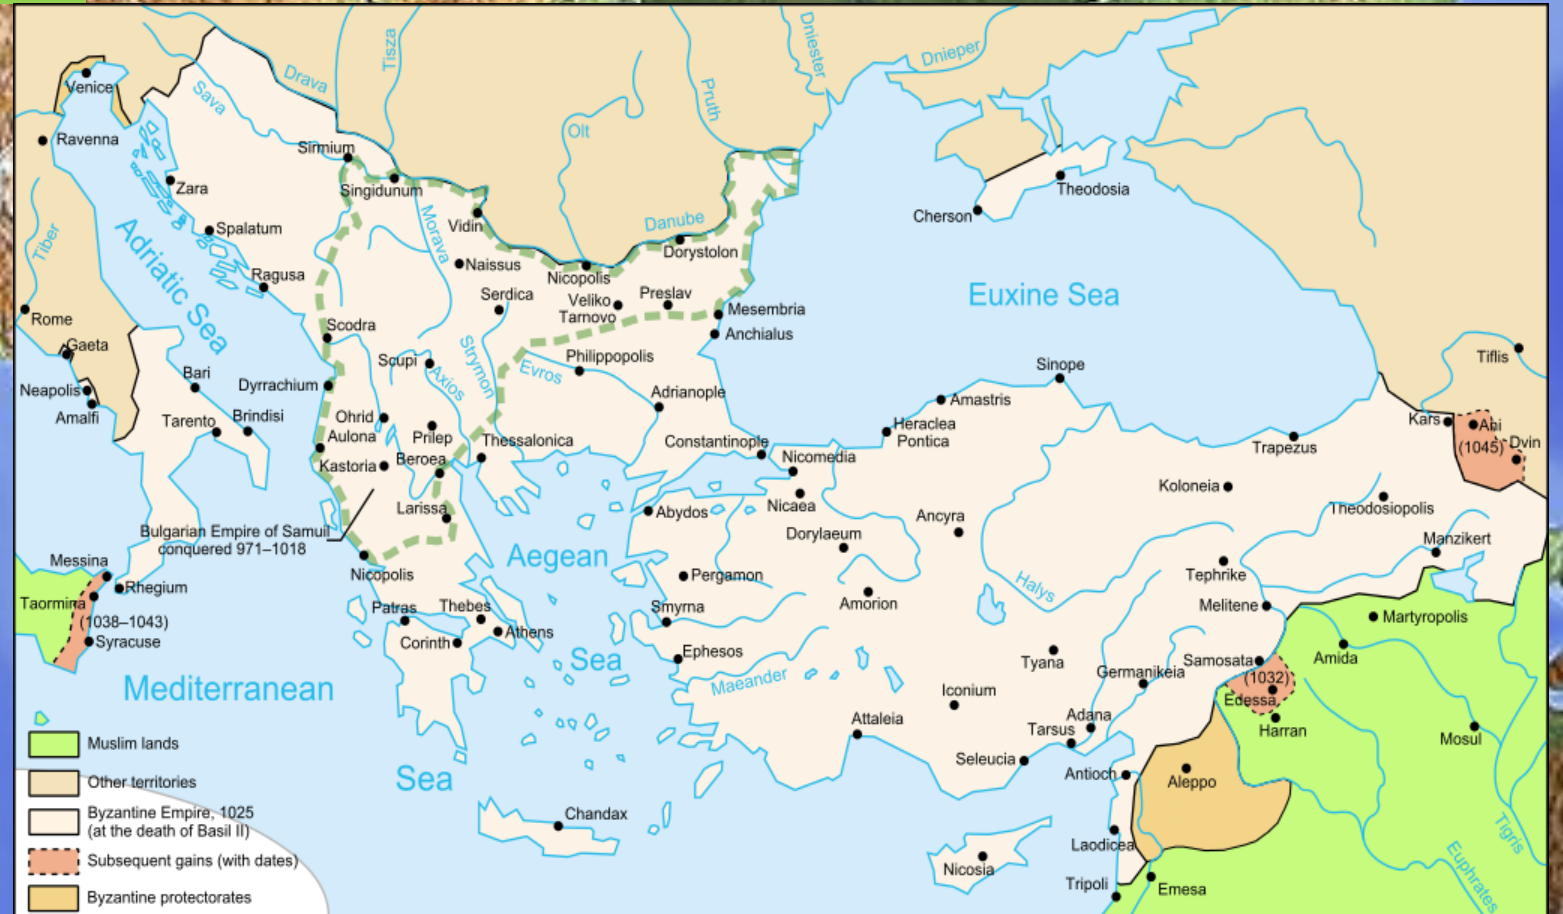 Venice
Ravenna
Tiber
Rome
Gaeta
Neapolis
Amalfi
Adriatic Sea
Sava
Drava
Tisza
Sirmium
Singidunum
Zara
Spalatum
Ragusa
Morava
Vidin
Olt
Pruth
Dniester
Dnieper
Danube
Dorystolon
Naissus
Nicopolis
Serdica
Veliko
Tarnovo
Preslav
Mesembria
Anchialus
Cherson
Theodosia
Euxine Sea
Scodra
Scupi
Axios
Strymon
Evros
Philippopolis
Adrianople
Bari
Dyrrachium
Tarento
Brindisi
Ohrid
Aulona
Prilep
Kastoria
Beroea
Thessalonica
Constantinople
Larissa
Bulgarian Empire of Samuil
conquered 971–1018
Nicopolis
Aegean
Sea
Patras
Thebes
Corinth
Athens
Messina
Rhegium
Taormina
(1038–1043)
Syracuse
Mediterranean
Sea
Chandax
Sinope
Amastris
Heraclea
Pontica
Nicomedia
Nicaea
Abydos
Dorylaeum
Ancyra
Pergamon
Amorion
Smyrna
Ephesos
Maeander
Attaleia
Iconium
Tyana
Halys
Seleucia
Tarsus
Adana
Germanikeia
Samosata
Melitene
Tephrike
Koloneia
Trapezus
Theodosiopolis
Manzikert
Tiflis
Kars
Ani
(1045)
Dvin
Martyropolis
Amida
(1032)
Edessa
Harran
Mosul
Aleppo
Antioch
Laodicea
Tripoli
Emesa
Nicosia
Tigris
Euphrates
Muslim lands
Other territories
Byzantine Empire, 1025
(at the death of Basil II)
Subsequent gains (with dates)
Byzantine protectorates